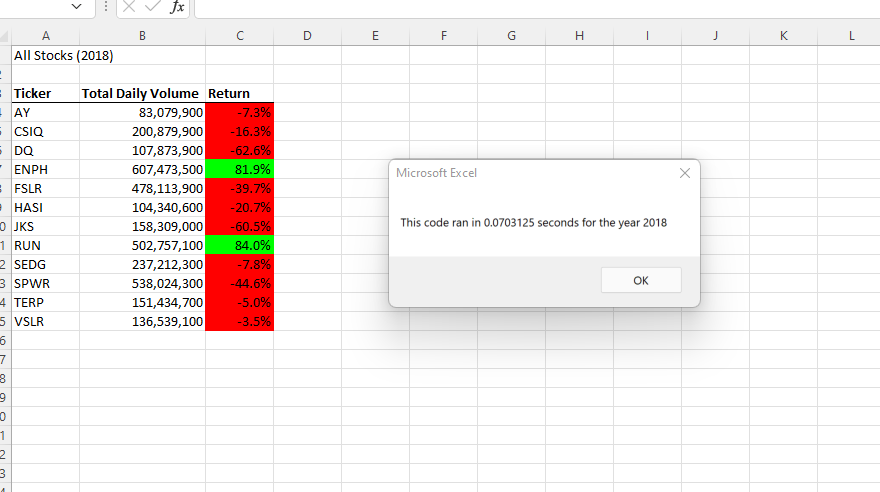 fx
A B C D E F G H I J K L
All Stocks (2018)
2
3 Ticker Total Daily Volume Return
4 AY 83,079,900 -7.3%
5 CSIQ 200,879,900 -16.3%
6 DQ 107,873,900 -62.6%
7 ENPH 607,473,500 81.9%
8 FSLR 478,113,900 -39.7%
9 HASI 104,340,600 -20.7%
0 JKS 158,309,000 -60.5%
1 RUN 502,757,100 84.0%
2 SEDG 237,212,300 -7.8%
3 SPWR 538,024,300 -44.6%
4 TERP 151,434,700 -5.0%
5 VSLR 136,539,100 -3.5%
6
7
8
9
0
1
2
3
4
Microsoft Excel
This code ran in 0.0703125 seconds for the year 2018
OK